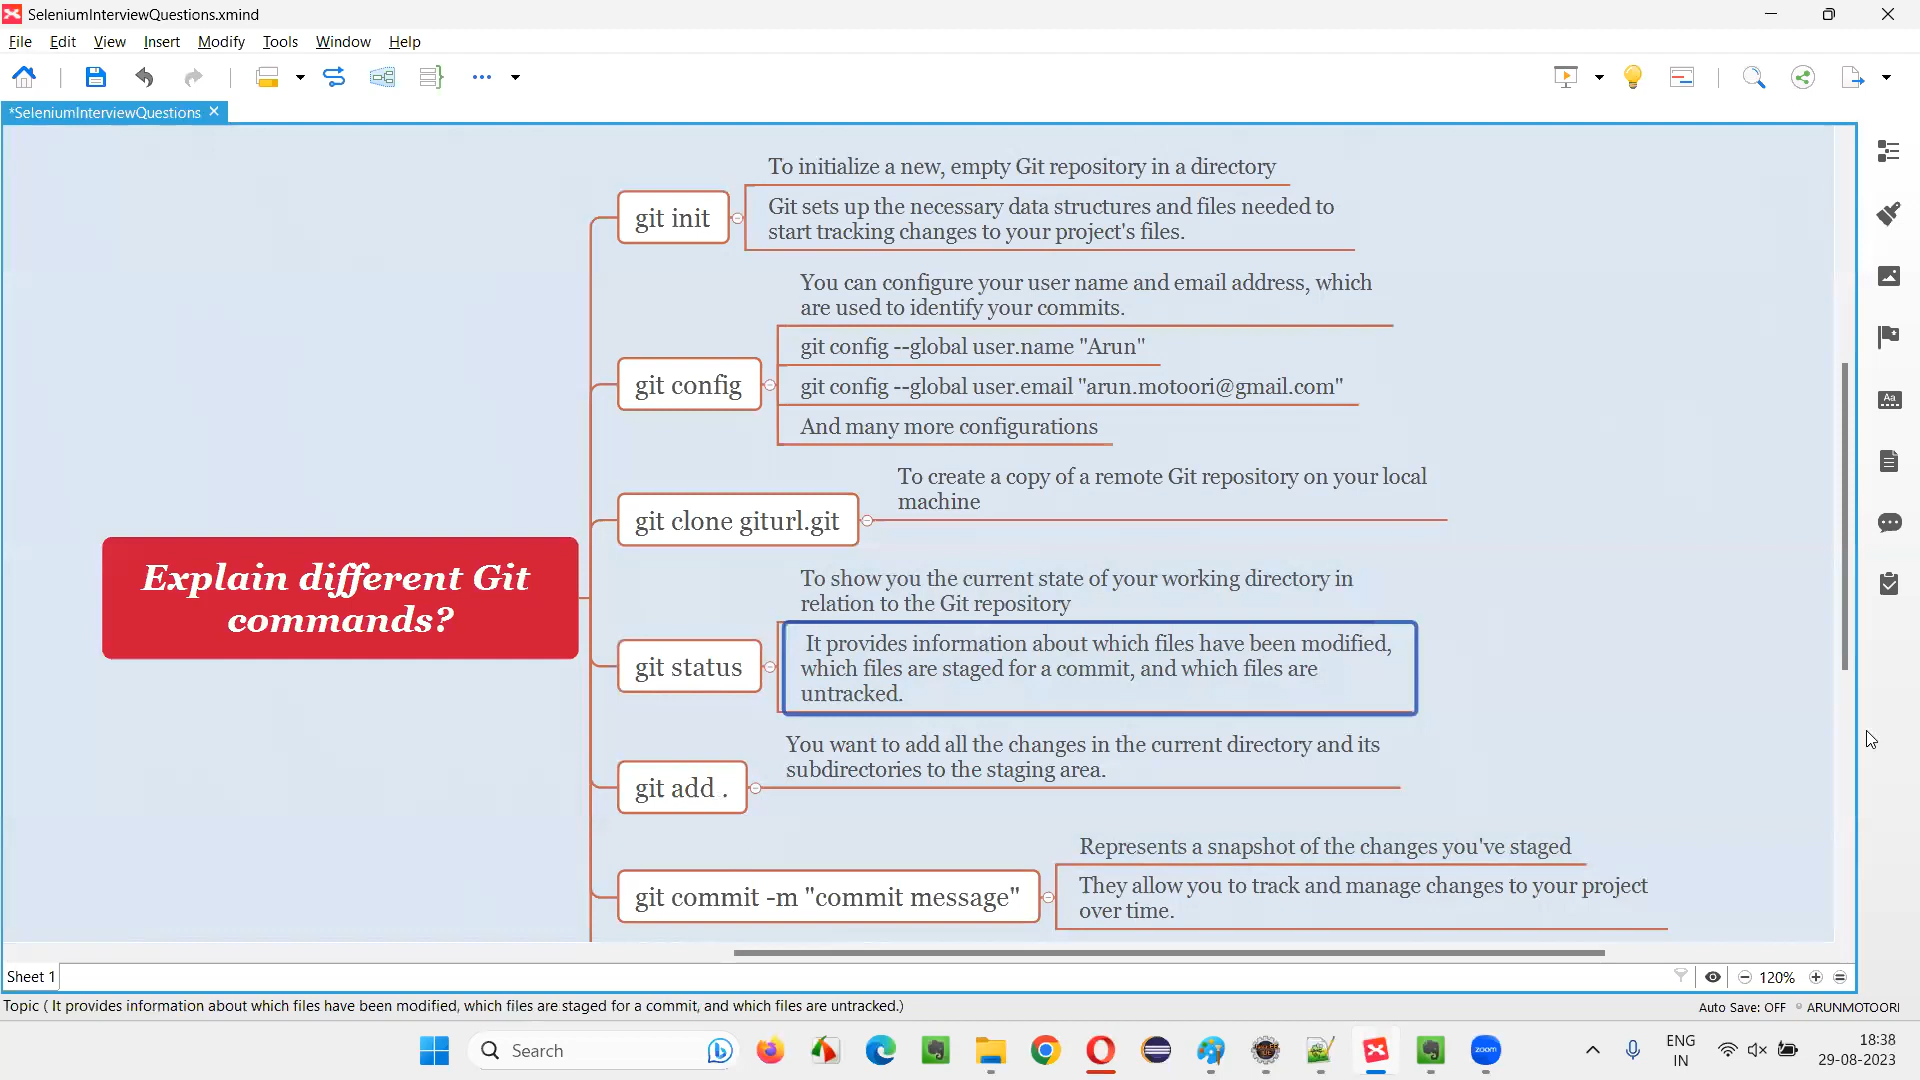 SeleniumInterviewQuestions.xmind
File Edit View Insert Modify Tools Window Help
*SeleniumInterviewQuestions
To initialize a new, empty Git repository in a directory
git init
Git sets up the necessary data structures and files needed to
start tracking changes to your project's files.
You can configure your user name and email address, which
are used to identify your commits.
git config --global user.name "Arun"
git config
git config --global user.email "arun.motoori@gmail.com"
And many more configurations
To create a copy of a remote Git repository on your local
machine
git clone giturl.git
Explain different Git
commands?
To show you the current state of your working directory in
relation to the Git repository
git status
It provides information about which files have been modified,
which files are staged for a commit, and which files are
untracked.
You want to add all the changes in the current directory and its
subdirectories to the staging area.
git add .
Represents a snapshot of the changes you've staged
git commit -m "commit message"
They allow you to track and manage changes to your project
over time.
Sheet 1
120%
Topic ( It provides information about which files have been modified, which files are staged for a commit, and which files are untracked.)
Auto Save: OFF
ARUNMOTOORI
Search
zoom
ENG
IN
18:38
29-08-2023